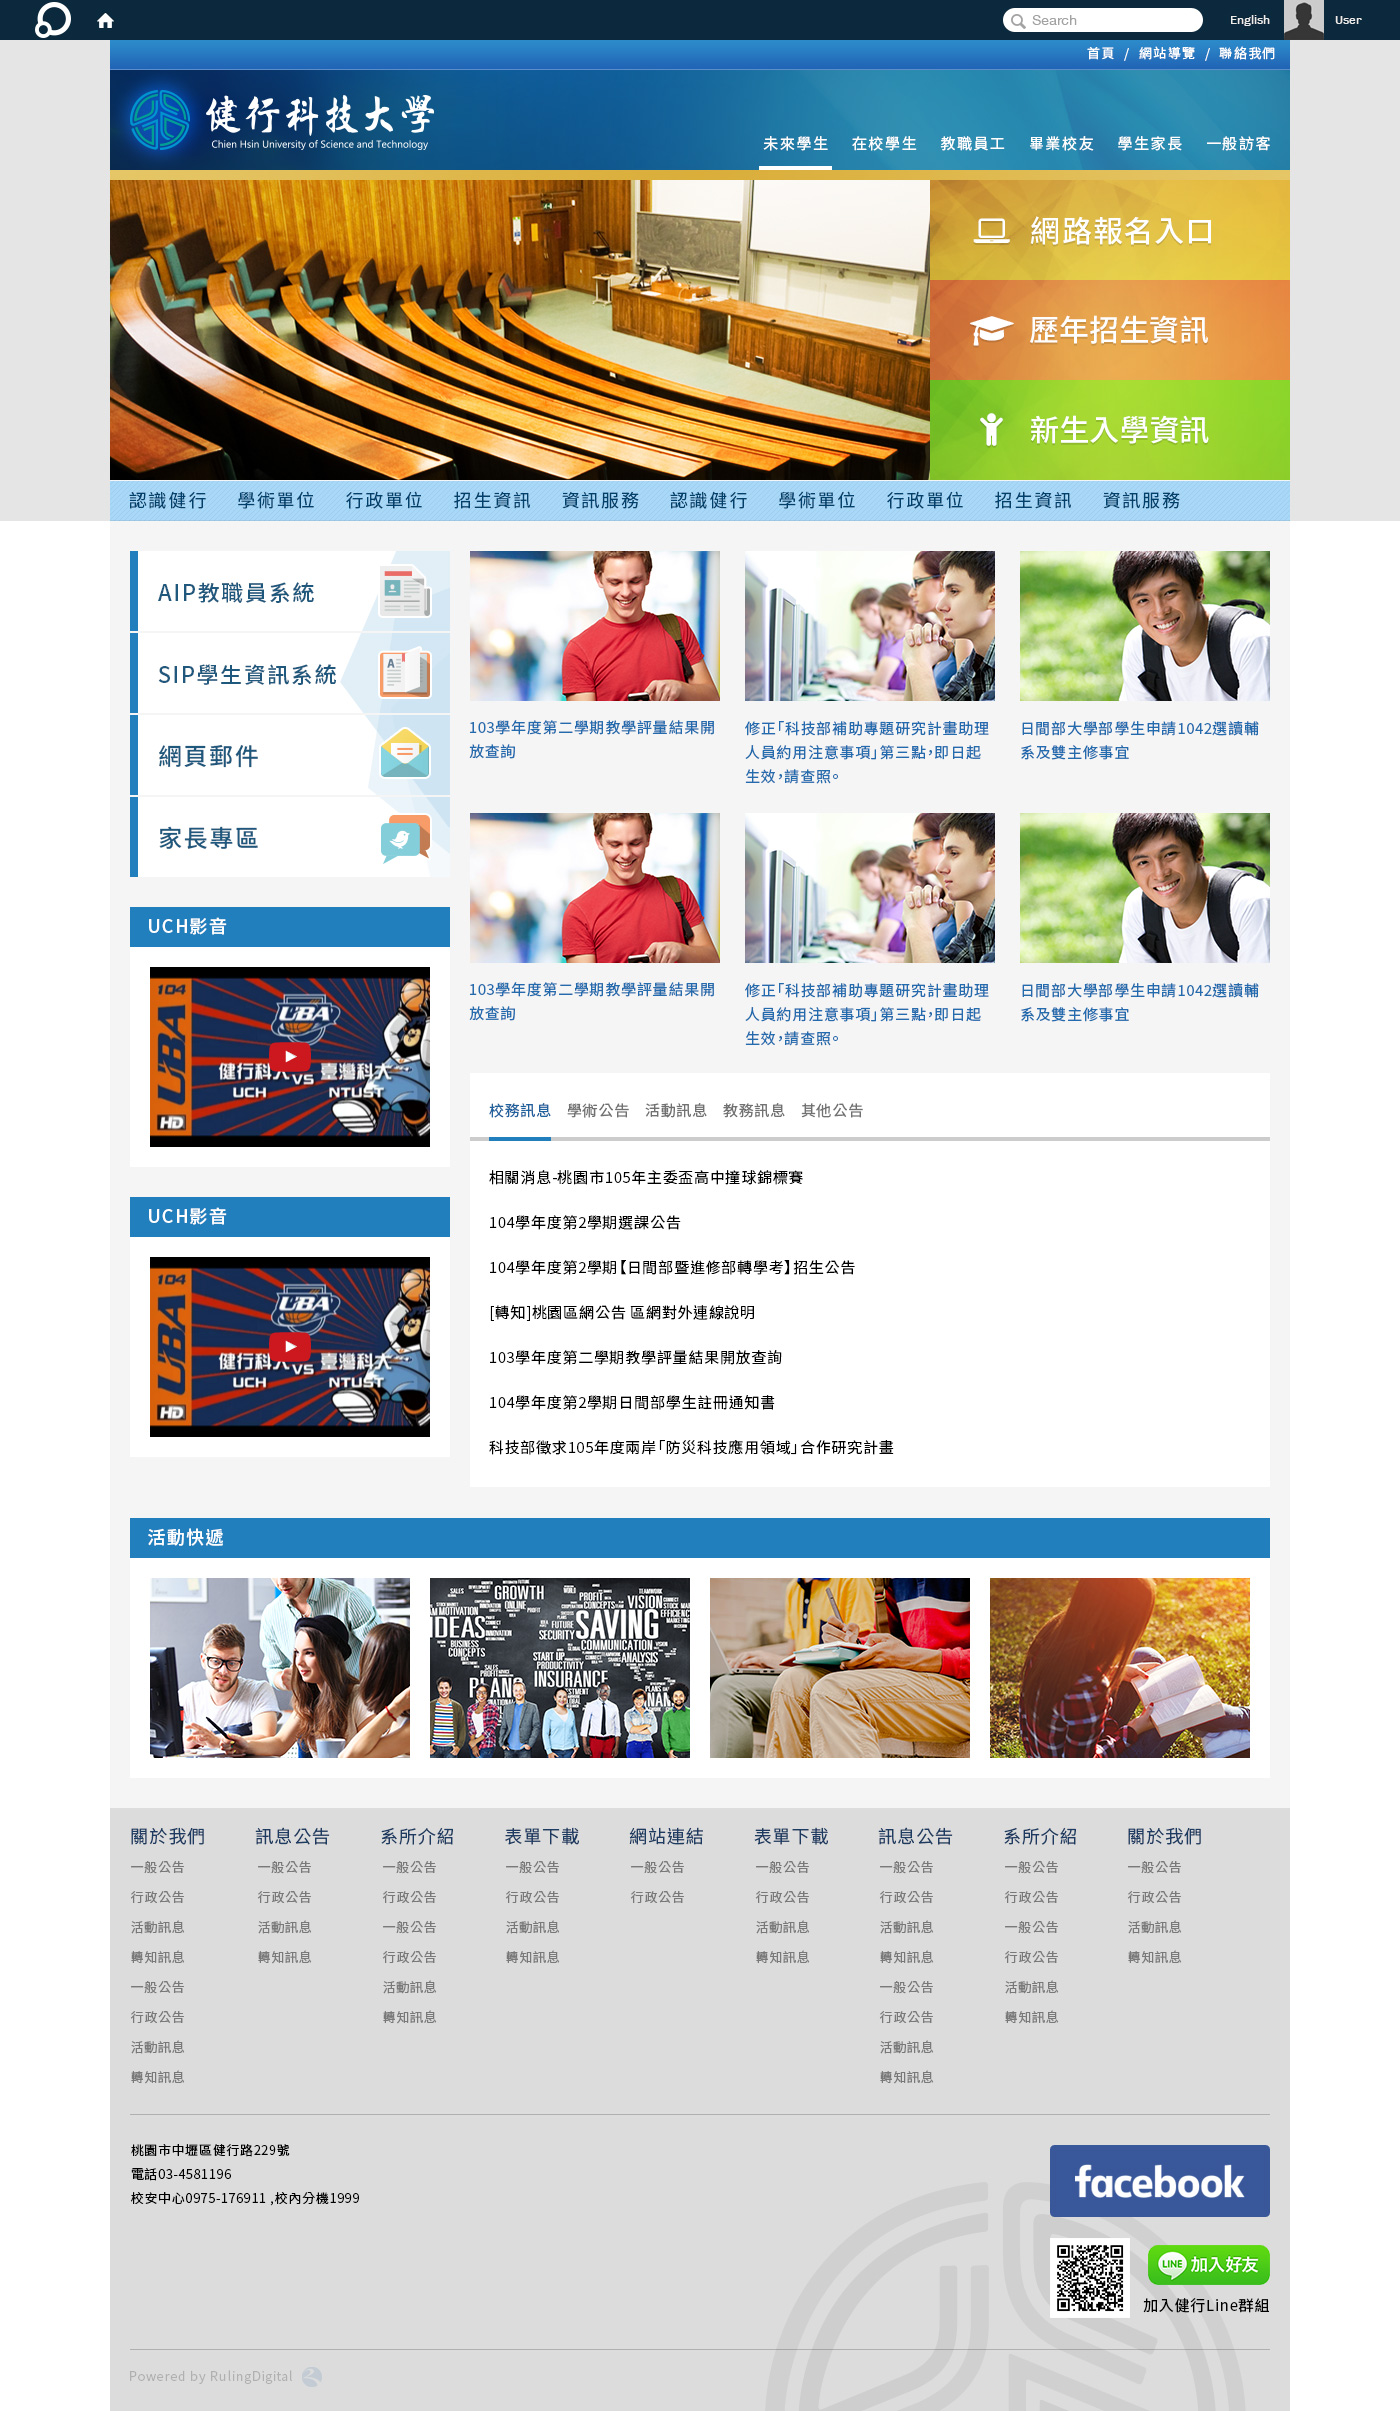 Search
English
User
首頁 / 網站導覽 / 聯絡我們
健行科技大學
Chien Hsin University of Science and Technology
未來學生 在校學生 教職員工 畢業校友 學生家長 一般訪客
網路報名入口
歷年招生資訊
新生入學資訊
認識健行 學術單位 行政單位 招生資訊 資訊服務 認識健行 學術單位 行政單位 招生資訊 資訊服務
AIP教職員系統
SIP學生資訊系統
網頁郵件
家長專區
103學年度第二學期教學評量結果開
放查詢
修正「科技部補助專題研究計畫助理
人員約用注意事項」第三點,即日起
生效,請查照。
日間部大學部學生申請1042選讀輔
系及雙主修事宜
103學年度第二學期教學評量結果開
放查詢
修正「科技部補助專題研究計畫助理
人員約用注意事項」第三點,即日起
生效,請查照。
日間部大學部學生申請1042選讀輔
系及雙主修事宜
UCH影音
104
UBA
UBA
健行科大 VS 臺灣科大
UCH NTUST
HD
UCH影音
104
UBA
UBA
健行科大 VS 臺灣科大
UCH NTUST
HD
校務訊息 學術公告 活動訊息 教務訊息 其他公告
相關消息-桃園市105年主委盃高中撞球錦標賽
104學年度第2學期選課公告
104學年度第2學期【日間部暨進修部轉學考】招生公告
[轉知]桃園區網公告 區網對外連線說明
103學年度第二學期教學評量結果開放查詢
104學年度第2學期日間部學生註冊通知書
科技部徵求105年度兩岸「防災科技應用領域」合作研究計畫
活動快遞
GROWTH
ONLINE
MOTIVATION
IDEAS
BUSINESS
CONCEPTS
PROFIT
CONCEPTS
VISION
SAVING
FUTURE
SECURITY
COMMUNICATION
START UP
ANALYSIS
PRODUCTIVITY
INSURANCE
關於我們
一般公告
行政公告
活動訊息
轉知訊息
一般公告
行政公告
活動訊息
轉知訊息
訊息公告
一般公告
行政公告
活動訊息
轉知訊息
系所介紹
一般公告
行政公告
一般公告
行政公告
活動訊息
轉知訊息
表單下載
一般公告
行政公告
活動訊息
轉知訊息
網站連結
一般公告
行政公告
表單下載
一般公告
行政公告
活動訊息
轉知訊息
訊息公告
一般公告
行政公告
活動訊息
轉知訊息
一般公告
行政公告
活動訊息
轉知訊息
系所介紹
一般公告
行政公告
一般公告
行政公告
活動訊息
轉知訊息
關於我們
一般公告
行政公告
活動訊息
轉知訊息
桃園市中壢區健行路229號
電話03-4581196
校安中心0975-176911 ,校內分機1999
facebook
LINE 加入好友
加入健行Line群組
Powered by RulingDigital